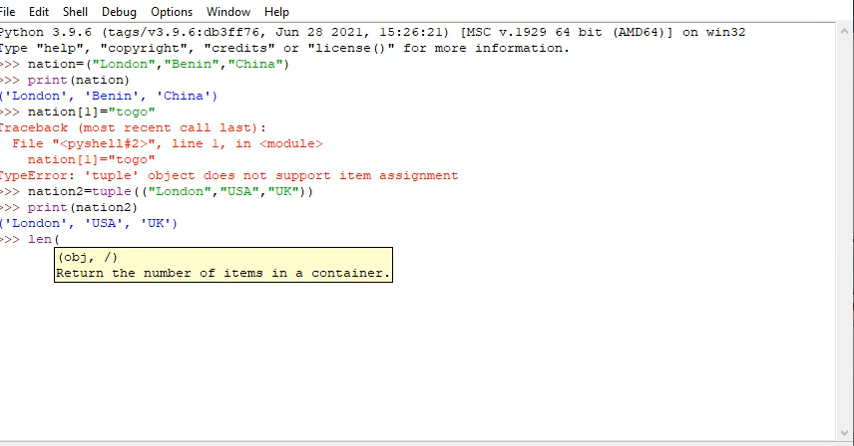 File Edit Shell Debug Options Window Help
Python 3.9.6 (tags/v3.9.6:db3ff76, Jun 28 2021, 15:26:21) [MSC v.1929 64 bit (AMD64)] on win32
Type "help", "copyright", "credits" or "license()" for more information.
>>> nation=("London","Benin","China")
>>> print(nation)
('London', 'Benin', 'China')
>>> nation[1]="togo"
Traceback (most recent call last):
  File "<pyshell#2>", line 1, in <module>
    nation[1]="togo"
TypeError: 'tuple' object does not support item assignment
>>> nation2=tuple(("London","USA","UK"))
>>> print(nation2)
('London', 'USA', 'UK')
>>> len(
(obj, /)
Return the number of items in a container.